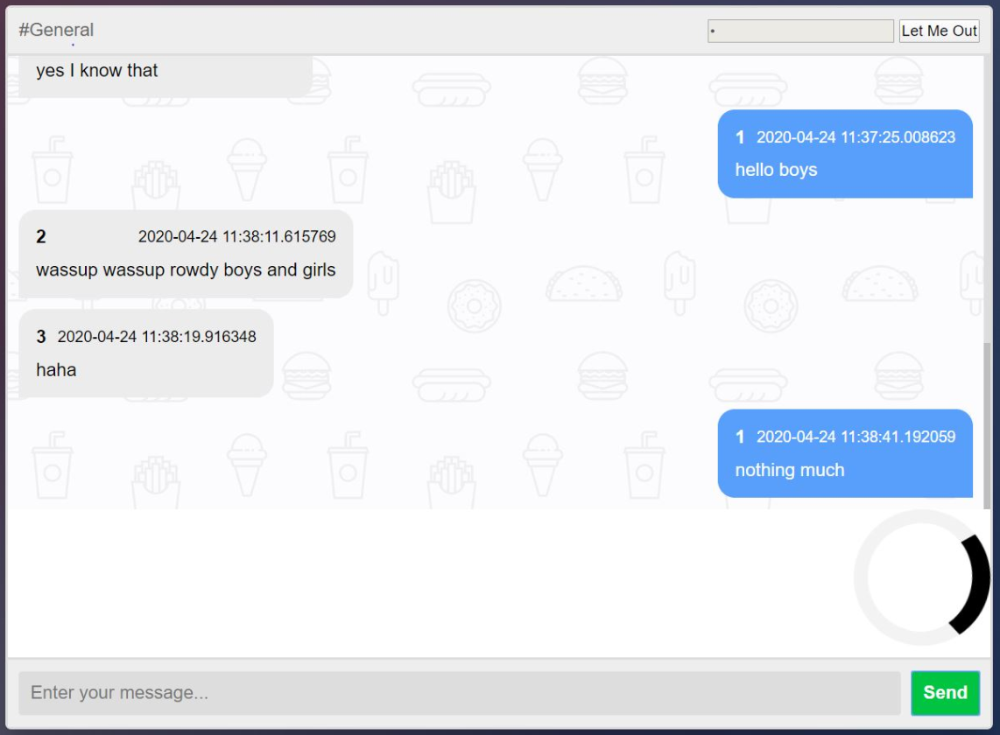 #General
•
Let Me Out
yes I know that
1 2020-04-24 11:37:25.008623
hello boys
2 2020-04-24 11:38:11.615769
wassup wassup rowdy boys and girls
3 2020-04-24 11:38:19.916348
haha
1 2020-04-24 11:38:41.192059
nothing much
Enter your message...
Send